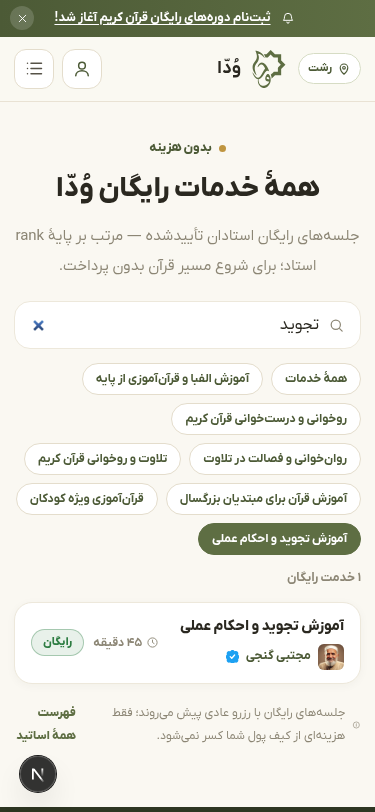 ثبت‌نام دوره‌های رایگان قرآن کریم آغاز شد!
رشت
وُدّا
بدون هزینه
همهٔ خدمات رایگان وُدّا
جلسه‌های رایگان استادان تأییدشده — مرتب بر پایهٔ rank
استاد؛ برای شروع مسیر قرآن بدون پرداخت.
تجوید
همهٔ خدمات
آموزش الفبا و قرآن‌آموزی از پایه
روخوانی و درست‌خوانی قرآن کریم
روان‌خوانی و فصالت در تلاوت
تلاوت و روخوانی قرآن کریم
آموزش قرآن برای مبتدیان بزرگسال
قرآن‌آموزی ویژه کودکان
آموزش تجوید و احکام عملی
۱ خدمت رایگان
آموزش تجوید و احکام عملی
مجتبی گنجی
۴۵ دقیقه
رایگان
جلسه‌های رایگان با رزرو عادی پیش می‌روند؛ فقط
هزینه‌ای از کیف پول شما کسر نمی‌شود.
فهرست
همهٔ اساتید
N